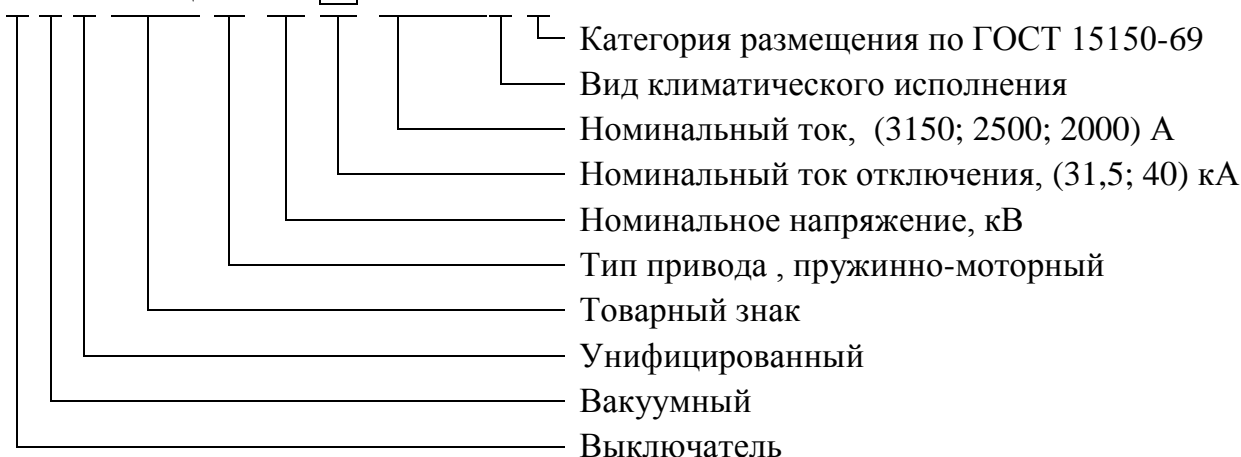 Категория размещения по ГОСТ 15150-69
Вид климатического исполнения
Номинальный ток, (3150; 2500; 2000) А
Номинальный ток отключения, (31,5; 40) кА
Номинальное напряжение, кВ
Тип привода , пружинно-моторный
Товарный знак
Унифицированный
Вакуумный
Выключатель